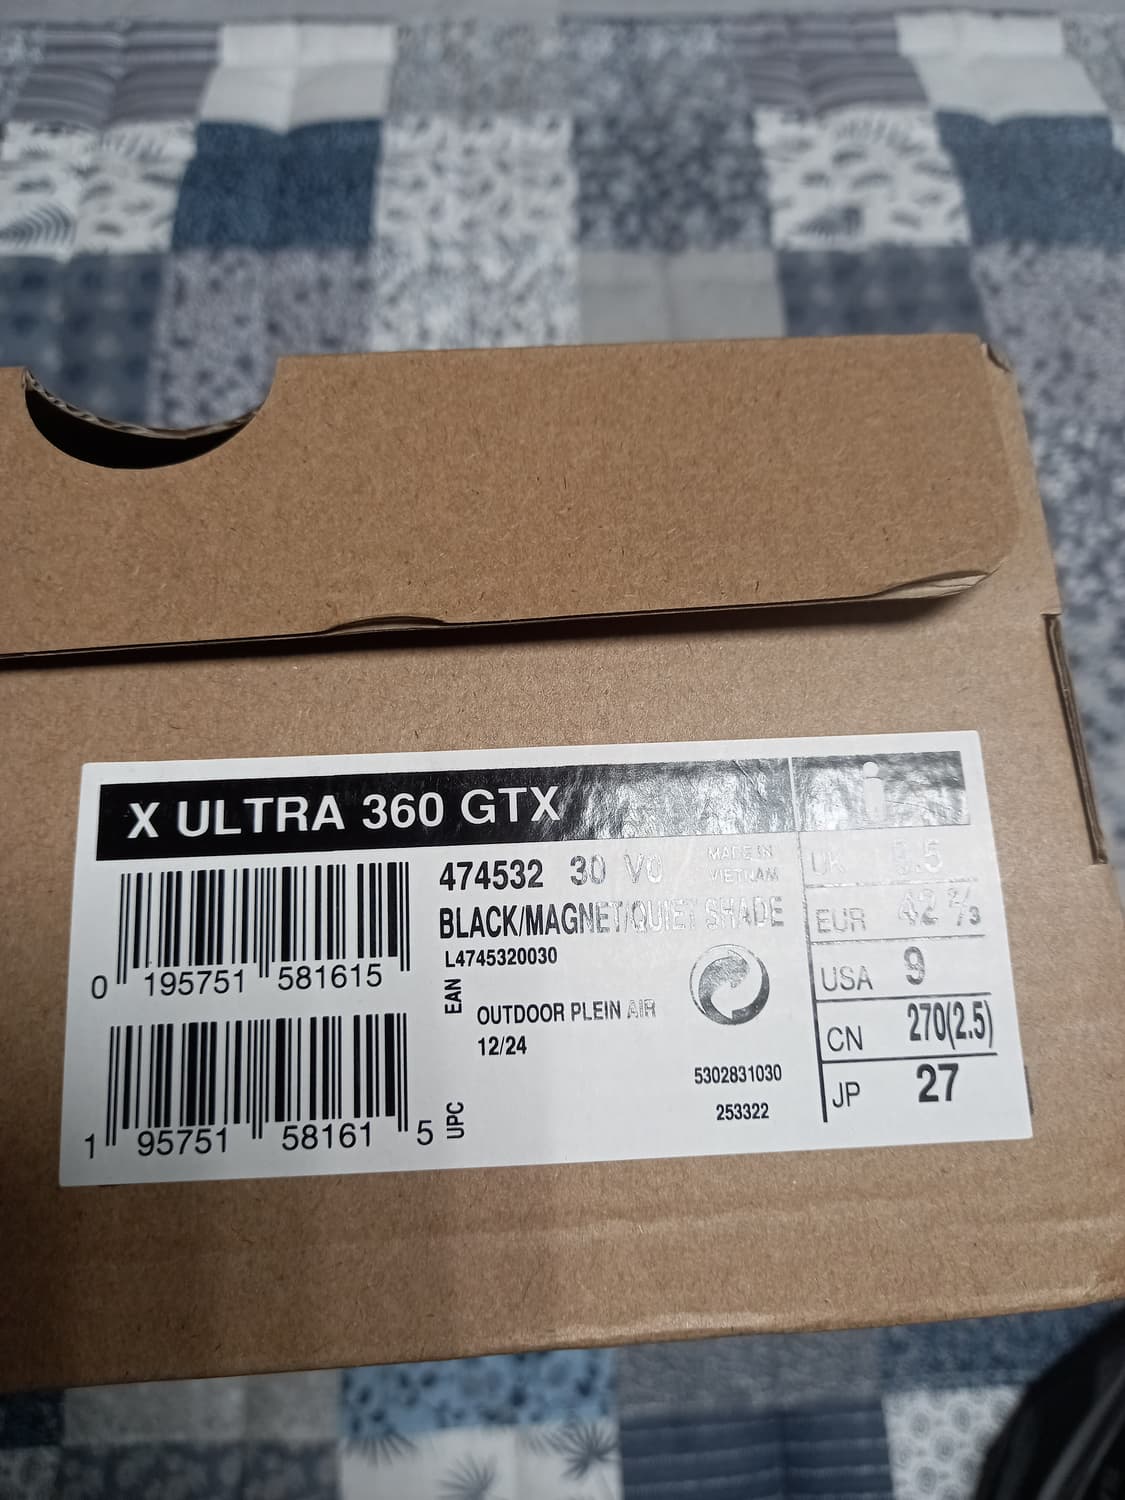 X ULTRA 360 GTX
474532 30 V0
MADE IN
VIETNAM
BLACK/MAGNET/QUIET SHADE
L4745320030
0 195751 581615
EAN
OUTDOOR PLEIN AIR
12/24
5302831030
253322
1 95751 58161 5
UPC
UK 8.5
EUR 42 2/3
USA 9
CN 270(2.5)
JP 27